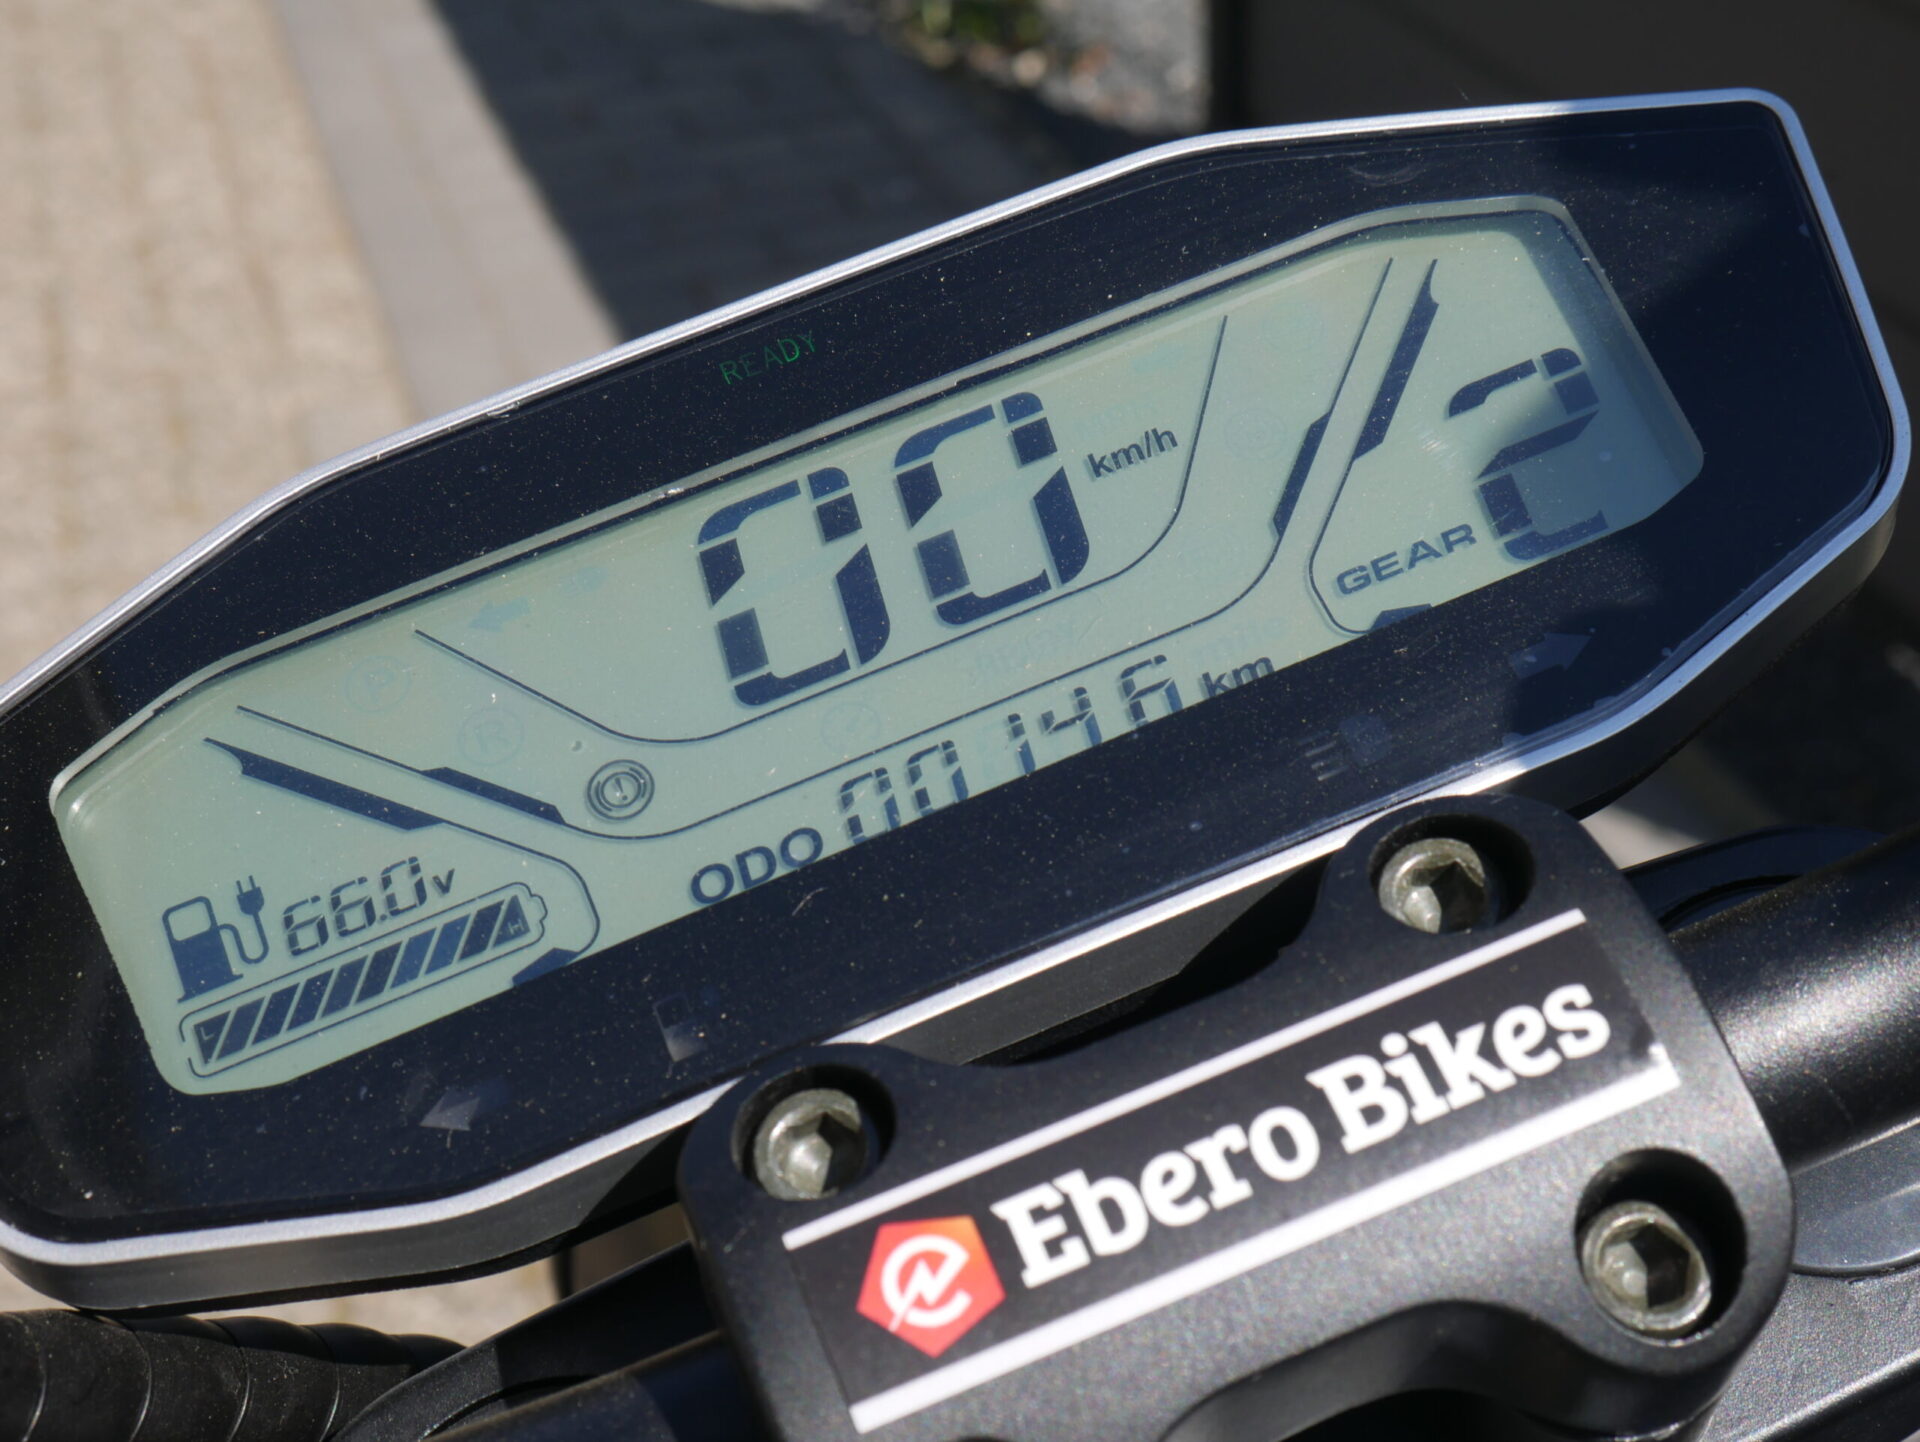 READY
00 km/h
GEAR 2
ODO 00146 km
66.0v
L H
Ebero Bikes